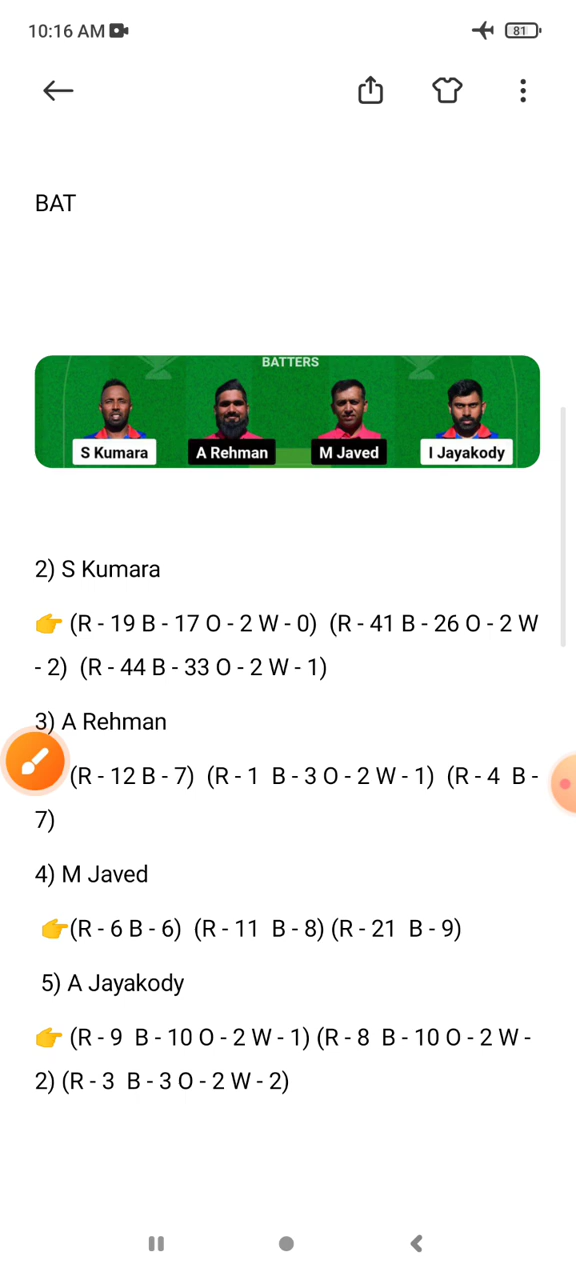 10:16 AM
81
BAT
BATTERS
S Kumara
A Rehman
M Javed
I Jayakody
2) S Kumara
👉 (R - 19 B - 17 O - 2 W - 0) (R - 41 B - 26 O - 2 W
- 2) (R - 44 B - 33 O - 2 W - 1)
3) A Rehman
(R - 12 B - 7) (R - 1 B - 3 O - 2 W - 1) (R - 4 B -
7)
4) M Javed
👉(R - 6 B - 6) (R - 11 B - 8) (R - 21 B - 9)
5) A Jayakody
👉 (R - 9 B - 10 O - 2 W - 1) (R - 8 B - 10 O - 2 W -
2) (R - 3 B - 3 O - 2 W - 2)